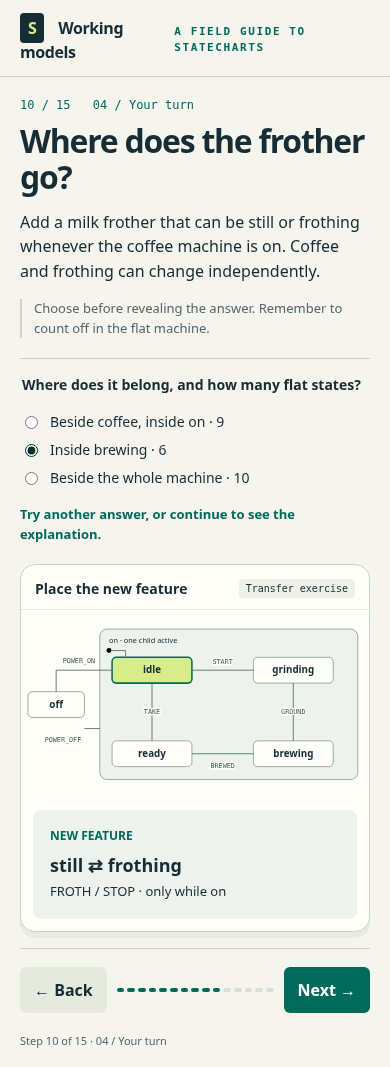 S Working models
A FIELD GUIDE TO
STATECHARTS
10 / 15 04 / Your turn
Where does the frother
go?
Add a milk frother that can be still or frothing
whenever the coffee machine is on. Coffee
and frothing can change independently.
Choose before revealing the answer. Remember to
count off in the flat machine.
Where does it belong, and how many flat states?
Beside coffee, inside on · 9
Inside brewing · 6
Beside the whole machine · 10
Try another answer, or continue to see the
explanation.
Place the new feature
Transfer exercise
on · one child active
POWER_ON
idle
START
grinding
off
TAKE
GROUND
POWER_OFF
ready
BREWED
brewing
NEW FEATURE
still ⇄ frothing
FROTH / STOP · only while on
← Back
Next →
Step 10 of 15 · 04 / Your turn